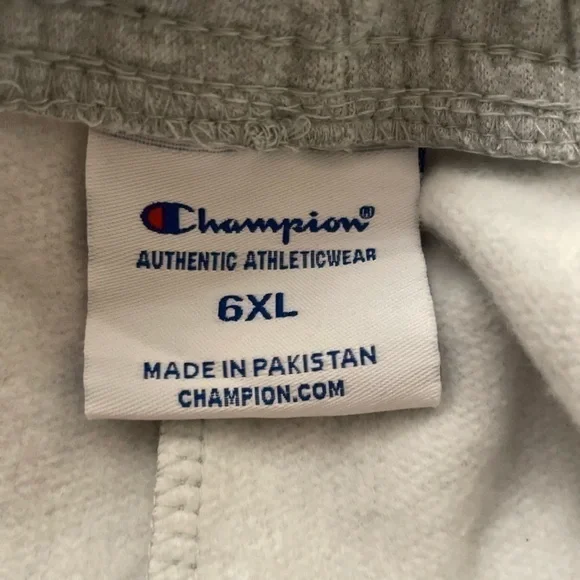 Champion®
AUTHENTIC ATHLETICWEAR
6XL
MADE IN PAKISTAN
CHAMPION.COM